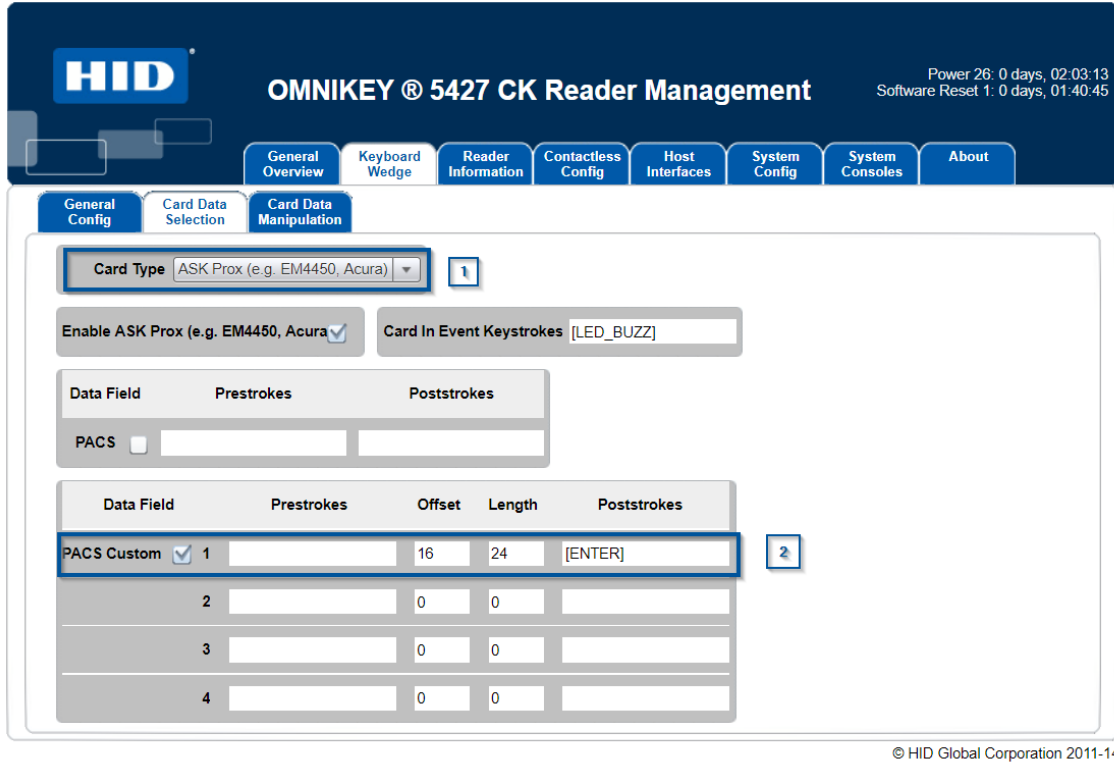 HID
OMNIKEY ® 5427 CK Reader Management
Power 26: 0 days, 02:03:13
Software Reset 1: 0 days, 01:40:45
General Overview
Keyboard Wedge
Reader Information
Contactless Config
Host Interfaces
System Config
System Consoles
About
General Config
Card Data Selection
Card Data Manipulation
Card Type ASK Prox (e.g. EM4450, Acura)
1
Enable ASK Prox (e.g. EM4450, Acura
Card In Event Keystrokes [LED_BUZZ]
Data Field Prestrokes Poststrokes
PACS
Data Field Prestrokes Offset Length Poststrokes
PACS Custom 1 16 24 [ENTER]
2
2 0 0
3 0 0
4 0 0
© HID Global Corporation 2011-14